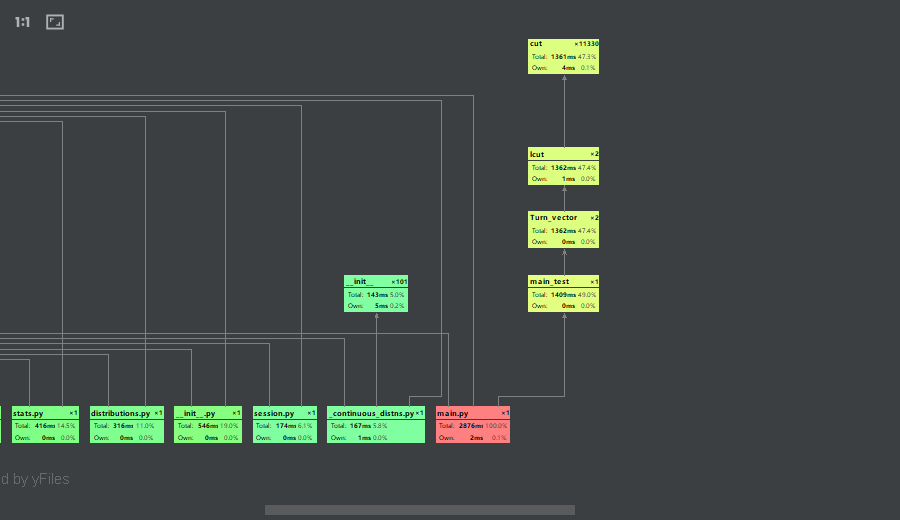 1:1
cut ×11330
Total: 1361ms 47.3%
Own: 4ms 0.1%
lcut ×2
Total: 1362ms 47.4%
Own: 1ms 0.0%
Turn_vector ×2
Total: 1362ms 47.4%
Own: 0ms 0.0%
__init__ ×101
Total: 143ms 5.0%
Own: 5ms 0.2%
main_test ×1
Total: 1409ms 49.0%
Own: 0ms 0.0%
stats.py ×1
Total: 416ms 14.5%
Own: 0ms 0.0%
distributions.py ×1
Total: 316ms 11.0%
Own: 0ms 0.0%
__init__.py ×1
Total: 546ms 19.0%
Own: 0ms 0.0%
session.py ×1
Total: 174ms 6.1%
Own: 0ms 0.0%
_continuous_distns.py ×1
Total: 167ms 5.8%
Own: 1ms 0.0%
main.py ×1
Total: 2876ms 100.0%
Own: 2ms 0.1%
d by yFiles